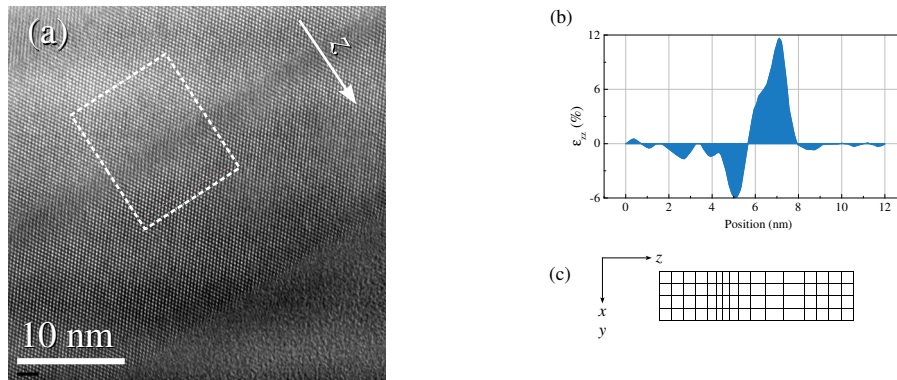 (a)
z
10 nm
(b)
12
6
0
-6
ε_zz (%)
0 2 4 6 8 10 12
Position (nm)
(c)
z
x
y